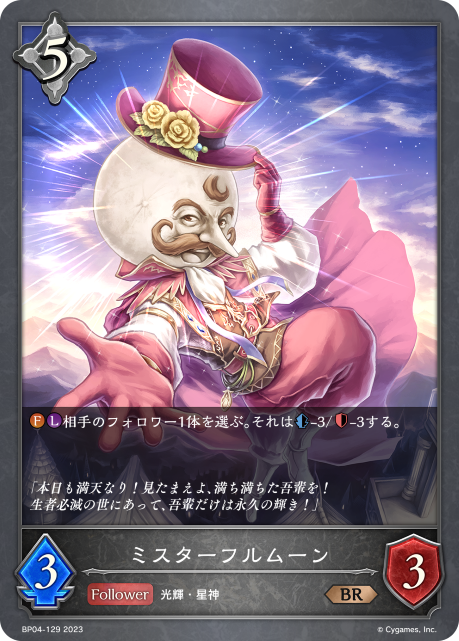 5
F L 相手のフォロワー1体を選ぶ。それは-3/-3する。
「本日も満天なり！見たまえよ、満ち満ちた吾輩を！
生者必滅の世にあって、吾輩だけは永久の輝き！」
ミスターフルムーン
3
Follower 光輝・星神
BR
3
BP04-129 2023
© Cygames, Inc.